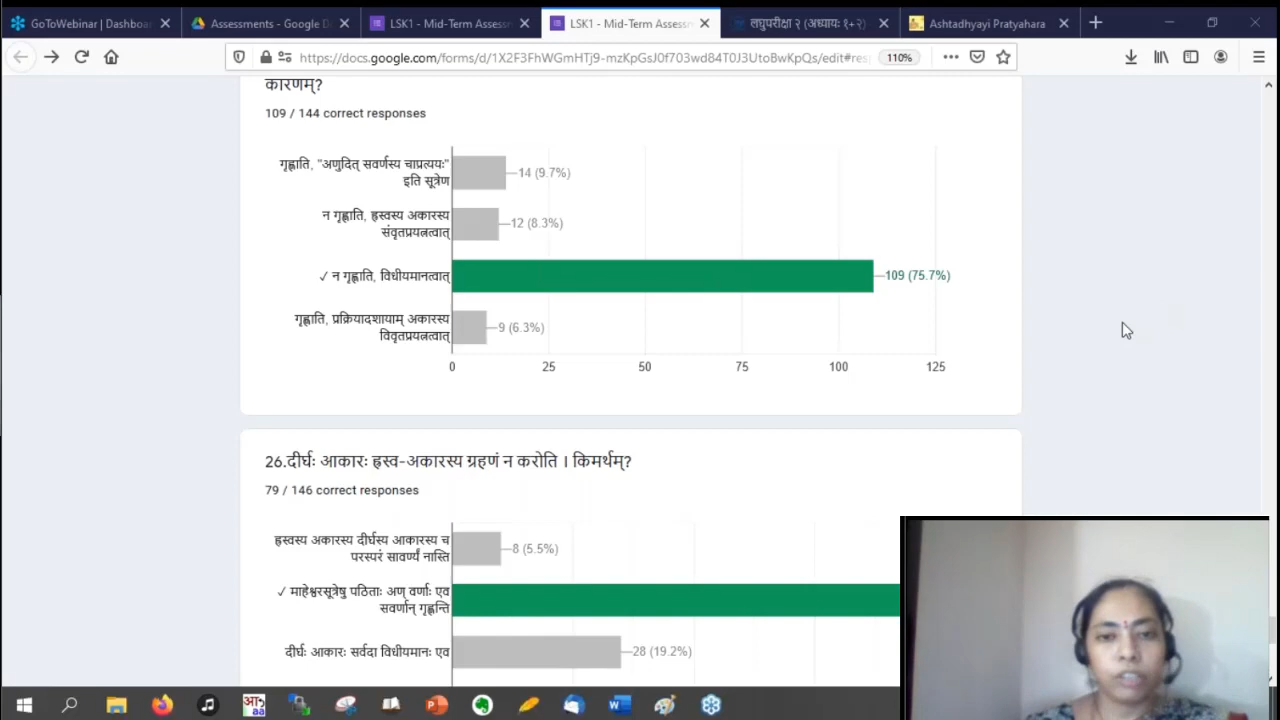 GoToWebinar | Dashboa
Assessments - Google D
LSK1 - Mid-Term Assessm
LSK1 - Mid-Term Assessm
लघुपरीक्षा २ (अध्यायः १+२)
Ashtadhyayi Pratyahara
https://docs.google.com/forms/d/1X2F3FhWGmHTj9-mzKpGsJ0f703wd84T0J3UtoBwKpQs/edit#res
110%
कारणम्?
109 / 144 correct responses
गृह्णाति, "अणुदित् सवर्णस्य चाप्रत्ययः"
इति सूत्रेण
14 (9.7%)
न गृह्णाति, ह्रस्वस्य अकारस्य
संवृतप्रयत्नत्वात्
12 (8.3%)
✓ न गृह्णाति, विधीयमानत्वात्
109 (75.7%)
गृह्णाति, प्रक्रियादशायाम् अकारस्य
विवृतप्रयत्नत्वात्
9 (6.3%)
0 25 50 75 100 125
26.दीर्घः आकारः ह्रस्व-अकारस्य ग्रहणं न करोति । किमर्थम्?
79 / 146 correct responses
ह्रस्वस्य अकारस्य दीर्घस्य आकारस्य च
परस्परं सावर्ण्यं नास्ति
8 (5.5%)
✓ माहेश्वरसूत्रेषु पठिताः अण् वर्णाः एव
सवर्णान् गृह्णन्ति
दीर्घः आकारः सर्वदा विधीयमानः एव
28 (19.2%)